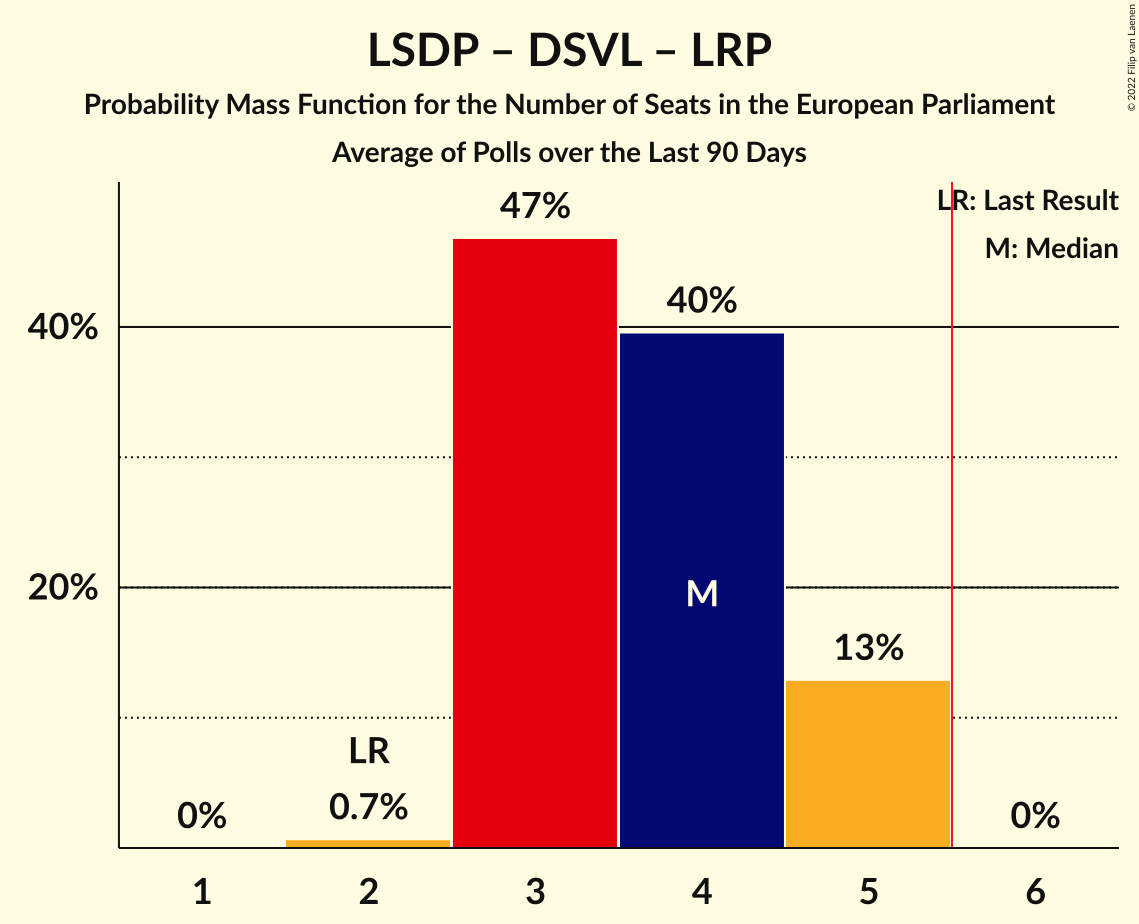 LSDP – DSVL – LRP
Probability Mass Function for the Number of Seats in the European Parliament
Average of Polls over the Last 90 Days
© 2022 Filip van Laenen
LR: Last Result
M: Median
47%
40%
40%
20%
M
13%
LR
0%
0.7%
0%
1 2 3 4 5 6